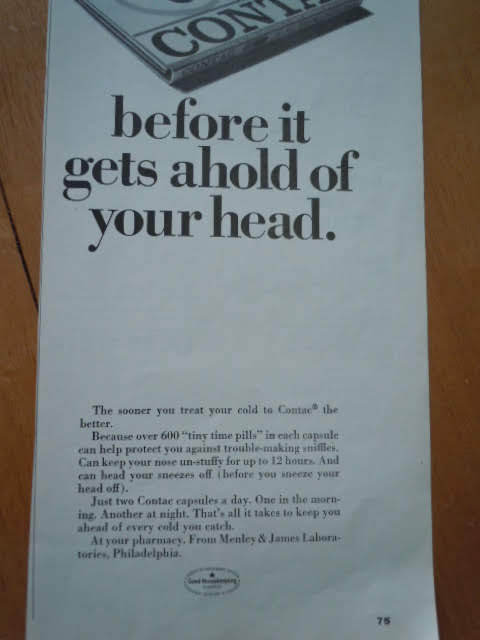 CONTAC
before it
gets ahold of
your head.
The sooner you treat your cold to Contac® the
better.
Because over 600 “tiny time pills” in each capsule
can help protect you against trouble-making sniffles.
Can keep your nose un-stuffy for up to 12 hours. And
can head your sneezes off (before you sneeze your
head off).
Just two Contac capsules a day. One in the morn-
ing. Another at night. That's all it takes to keep you
ahead of every cold you catch.
At your pharmacy. From Menley & James Labora-
tories, Philadelphia.
Good Housekeeping
75